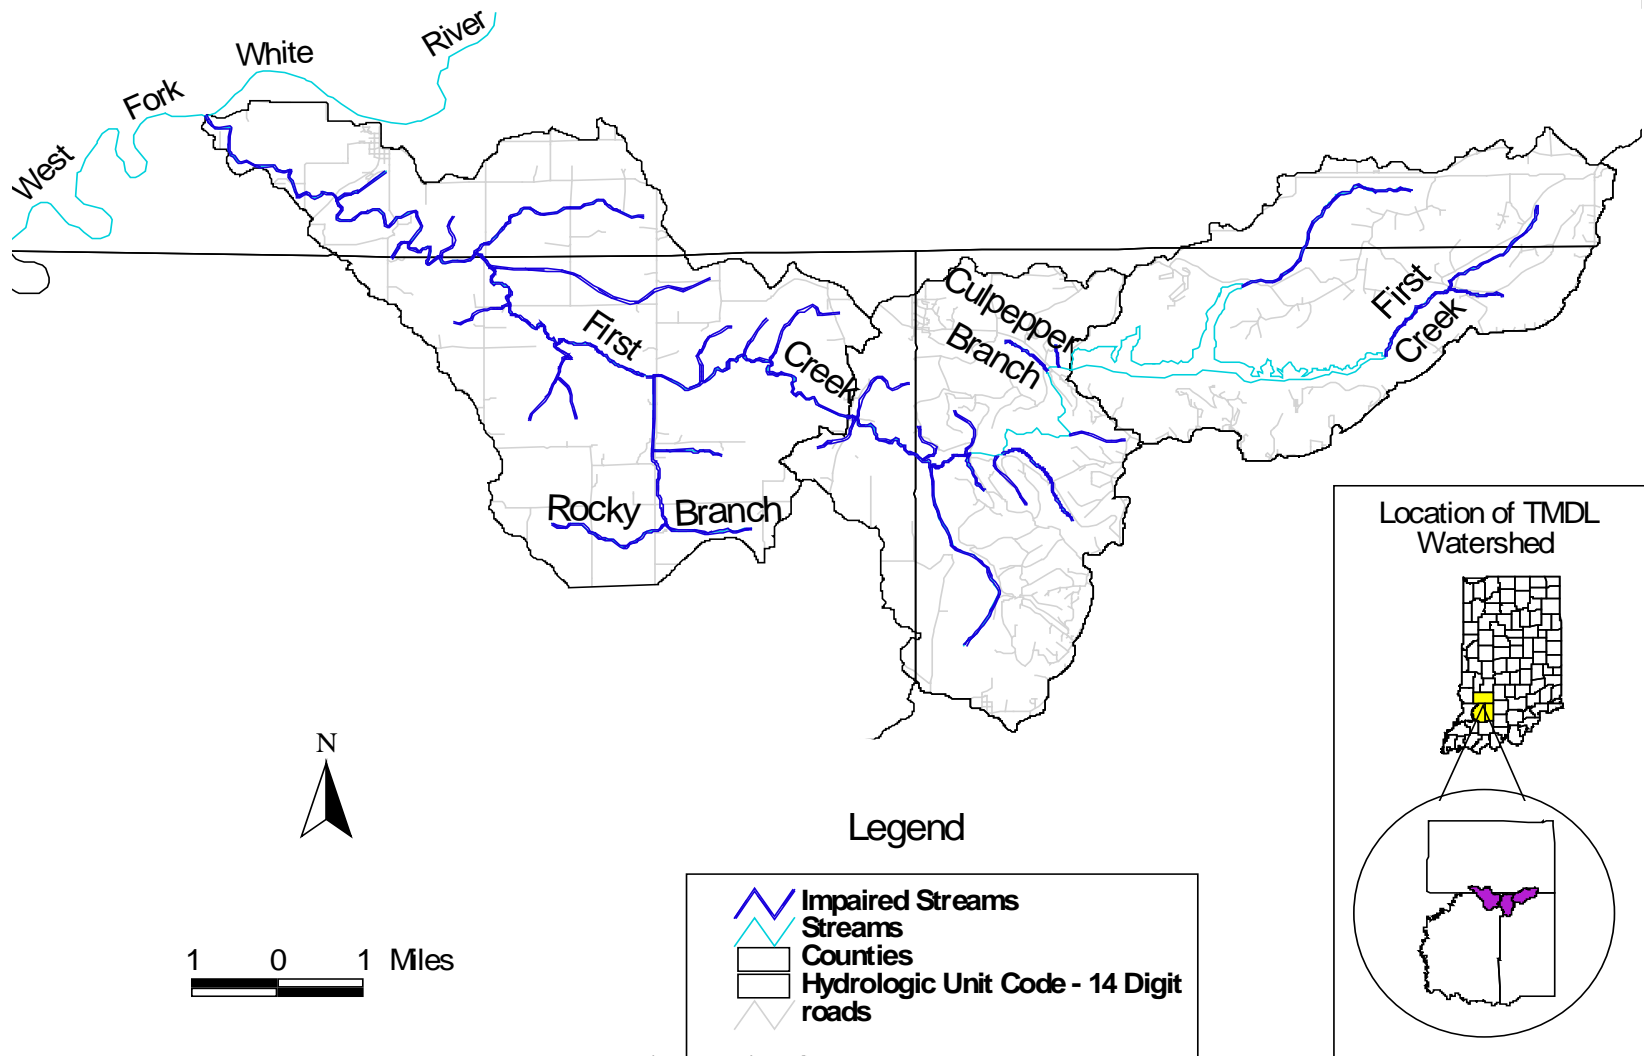 West Fork White River
Culpepper
Branch
First
Creek
First
Creek
Rocky Branch
Location of TMDL
Watershed
N
Legend
Impaired Streams
Streams
Counties
Hydrologic Unit Code - 14 Digit
roads
1 0 1 Miles